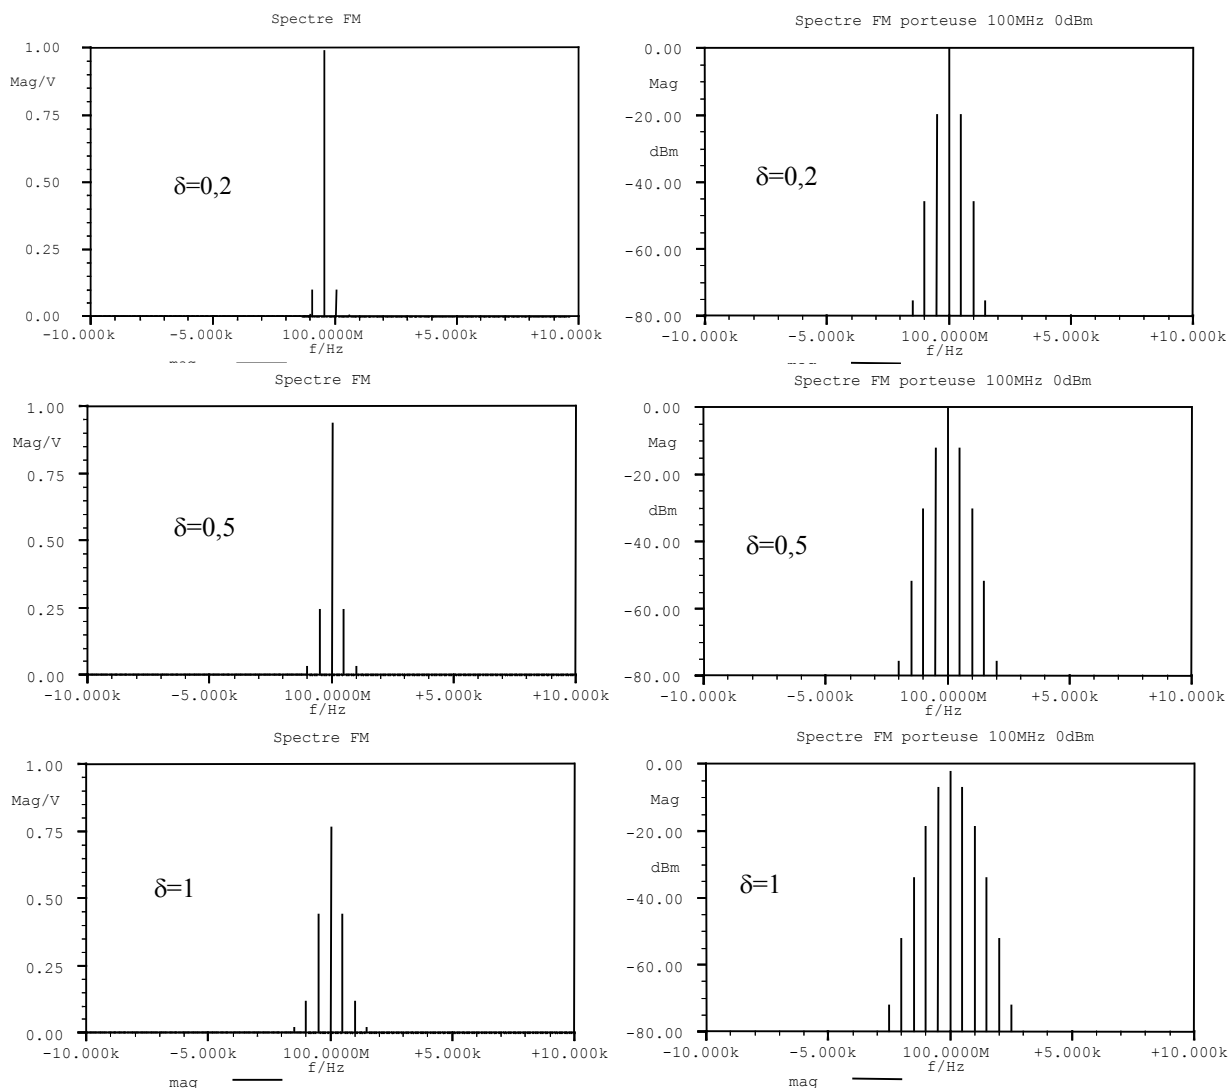 Spectre FM
1.00
Mag/V
0.75
δ=0,2
0.50
0.25
0.00
-10.000k -5.000k 100.0000M +5.000k +10.000k
f/Hz
Spectre FM porteuse 100MHz 0dBm
0.00
Mag
-20.00
dBm
δ=0,2
-40.00
-60.00
-80.00
-10.000k -5.000k 100.0000M +5.000k +10.000k
f/Hz
Spectre FM
1.00
Mag/V
0.75
δ=0,5
0.50
0.25
0.00
-10.000k -5.000k 100.0000M +5.000k +10.000k
f/Hz
Spectre FM porteuse 100MHz 0dBm
0.00
Mag
-20.00
dBm
δ=0,5
-40.00
-60.00
-80.00
-10.000k -5.000k 100.0000M +5.000k +10.000k
f/Hz
Spectre FM
1.00
Mag/V
0.75
δ=1
0.50
0.25
0.00
-10.000k -5.000k 100.0000M +5.000k +10.000k
f/Hz
mag
Spectre FM porteuse 100MHz 0dBm
0.00
Mag
-20.00
dBm
δ=1
-40.00
-60.00
-80.00
-10.000k -5.000k 100.0000M +5.000k +10.000k
f/Hz
mag